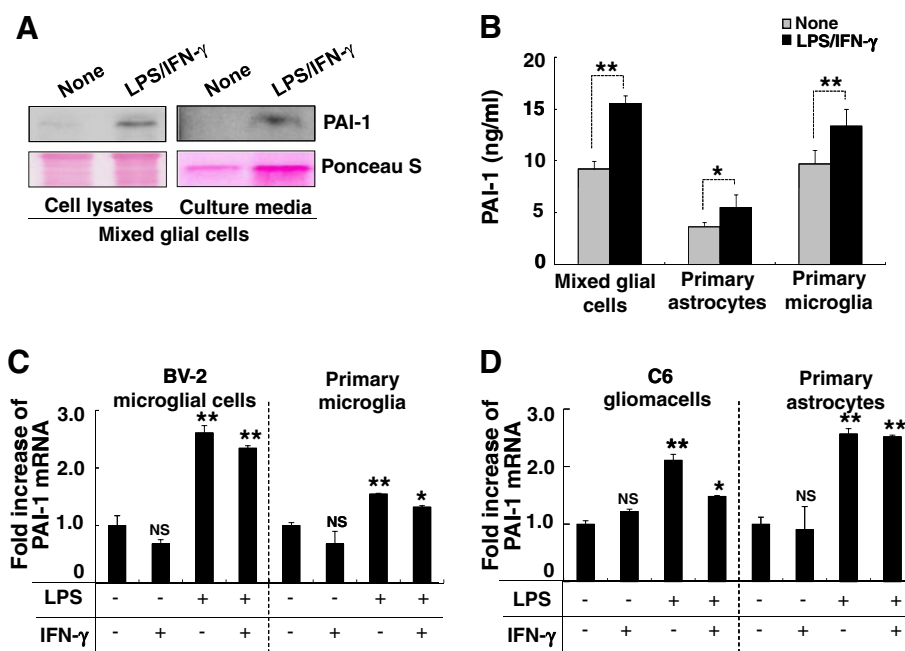 A
None
LPS/IFN-γ
None
LPS/IFN-γ
PAI-1
Ponceau S
Cell lysates
Culture media
Mixed glial cells
B
None
LPS/IFN-γ
PAI-1 (ng/ml)
20
15
10
5
0
**
*
**
Mixed glial
cells
Primary
astrocytes
Primary
microglia
C
BV-2
microglial cells
Primary
microglia
Fold increase of
PAI-1 mRNA
3.0
2.0
1.0
0
NS
**
**
NS
**
*
LPS - - + + - - + +
IFN-γ - + - + - + - +
D
C6
gliomacells
Primary
astrocytes
Fold increase of
PAI-1 mRNA
3.0
2.0
1.0
0
NS
**
*
NS
**
**
LPS - - + + - - + +
IFN-γ - + - + - + - +